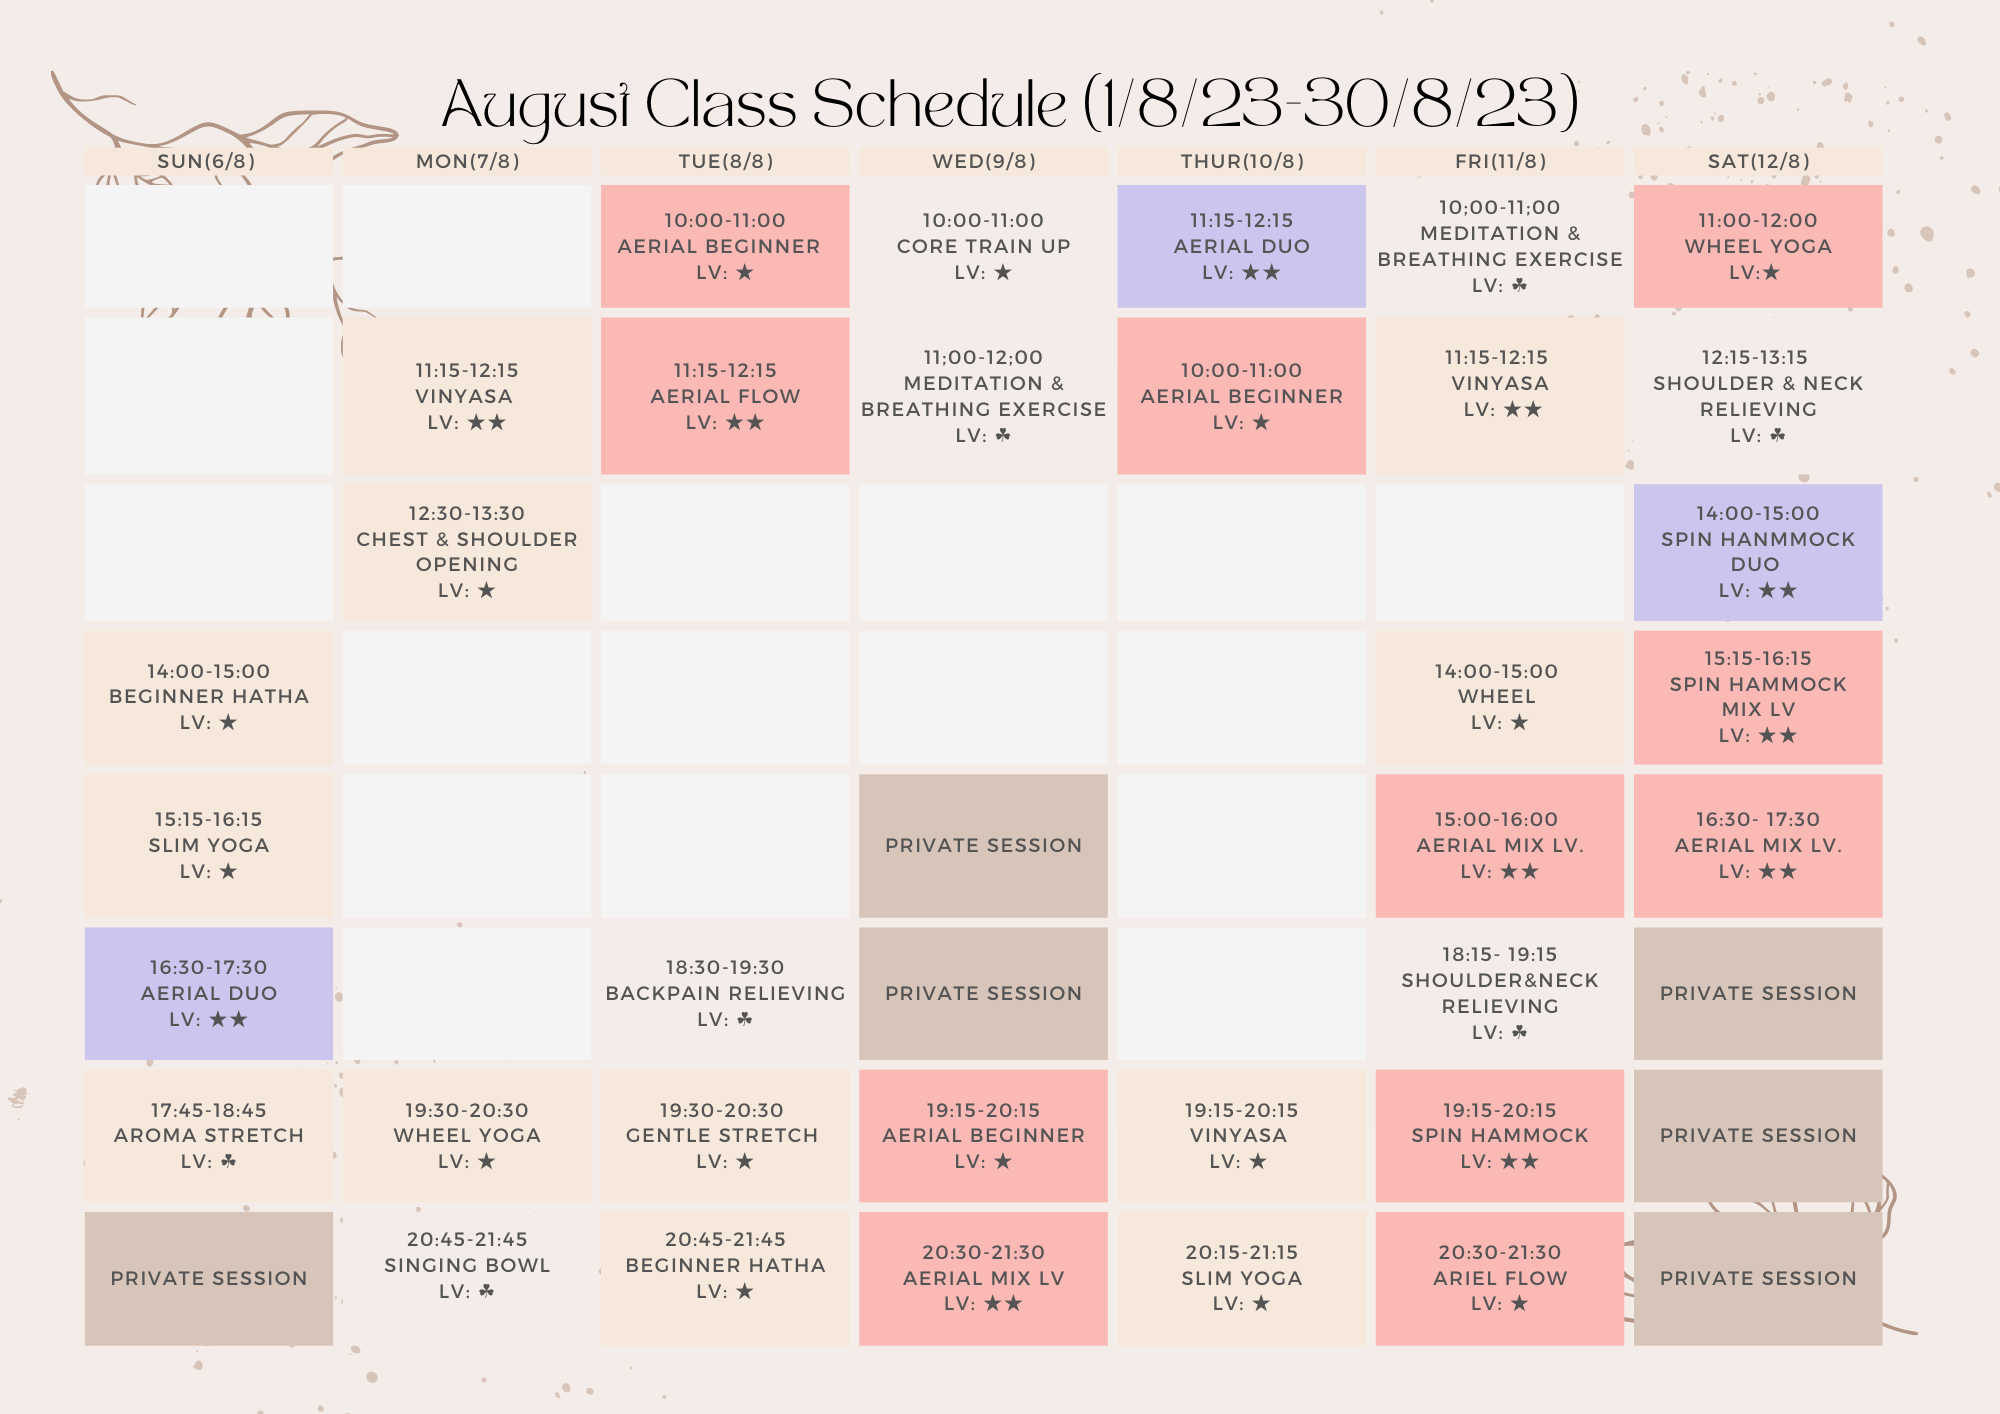 August Class Schedule (1/8/23-30/8/23)
SUN(6/8)
MON(7/8)
TUE(8/8)
WED(9/8)
THUR(10/8)
FRI(11/8)
SAT(12/8)
10:00-11:00
AERIAL BEGINNER
LV: ★
10:00-11:00
CORE TRAIN UP
LV: ★
11:15-12:15
AERIAL DUO
LV: ★★
10;00-11;00
MEDITATION &
BREATHING EXERCISE
LV: ☘
11:00-12:00
WHEEL YOGA
LV:★
11:15-12:15
VINYASA
LV: ★★
11:15-12:15
AERIAL FLOW
LV: ★★
11;00-12;00
MEDITATION &
BREATHING EXERCISE
LV: ☘
10:00-11:00
AERIAL BEGINNER
LV: ★
11:15-12:15
VINYASA
LV: ★★
12:15-13:15
SHOULDER & NECK
RELIEVING
LV: ☘
12:30-13:30
CHEST & SHOULDER
OPENING
LV: ★
14:00-15:00
SPIN HANMMOCK
DUO
LV: ★★
14:00-15:00
BEGINNER HATHA
LV: ★
14:00-15:00
WHEEL
LV: ★
15:15-16:15
SPIN HAMMOCK
MIX LV
LV: ★★
15:15-16:15
SLIM YOGA
LV: ★
PRIVATE SESSION
15:00-16:00
AERIAL MIX LV.
LV: ★★
16:30- 17:30
AERIAL MIX LV.
LV: ★★
16:30-17:30
AERIAL DUO
LV: ★★
18:30-19:30
BACKPAIN RELIEVING
LV: ☘
PRIVATE SESSION
18:15- 19:15
SHOULDER&NECK
RELIEVING
LV: ☘
PRIVATE SESSION
17:45-18:45
AROMA STRETCH
LV: ☘
19:30-20:30
WHEEL YOGA
LV: ★
19:30-20:30
GENTLE STRETCH
LV: ★
19:15-20:15
AERIAL BEGINNER
LV: ★
19:15-20:15
VINYASA
LV: ★
19:15-20:15
SPIN HAMMOCK
LV: ★★
PRIVATE SESSION
PRIVATE SESSION
20:45-21:45
SINGING BOWL
LV: ☘
20:45-21:45
BEGINNER HATHA
LV: ★
20:30-21:30
AERIAL MIX LV
LV: ★★
20:15-21:15
SLIM YOGA
LV: ★
20:30-21:30
ARIEL FLOW
LV: ★
PRIVATE SESSION